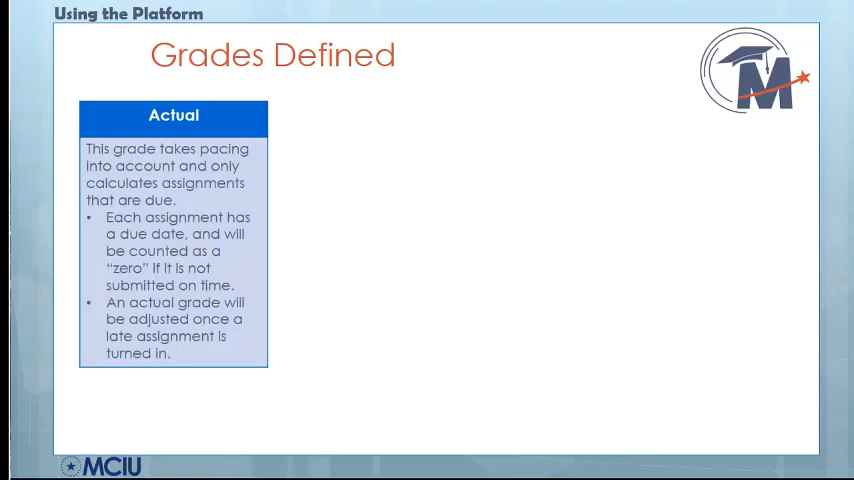 Using the Platform
Grades Defined
M
Actual
This grade takes pacing
into account and only
calculates assignments
that are due.
• Each assignment has
a due date, and will
be counted as a
“zero” if it is not
submitted on time.
• An actual grade will
be adjusted once a
late assignment is
turned in.
MCIU